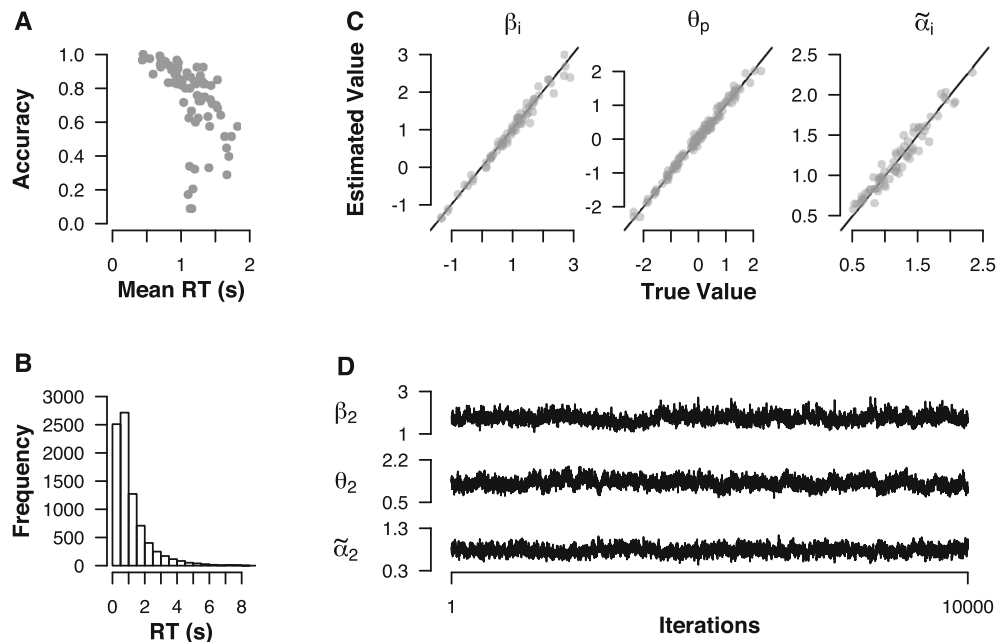 A
Accuracy
1.0
0.8
0.6
0.4
0.2
0.0
0 1 2
Mean RT (s)
C
Estimated Value
βi
3
2
1
0
-1
-1 1 3
θp
2
1
0
-1
-2
-2 0 1 2
α̃i
2.5
2.0
1.5
1.0
0.5
0.5 1.5 2.5
True Value
B
Frequency
3000
2500
2000
1500
1000
500
0
0 2 4 6 8
RT (s)
D
β2
3
1
θ2
2.2
0.5
α̃2
1.3
0.3
1 10000
Iterations